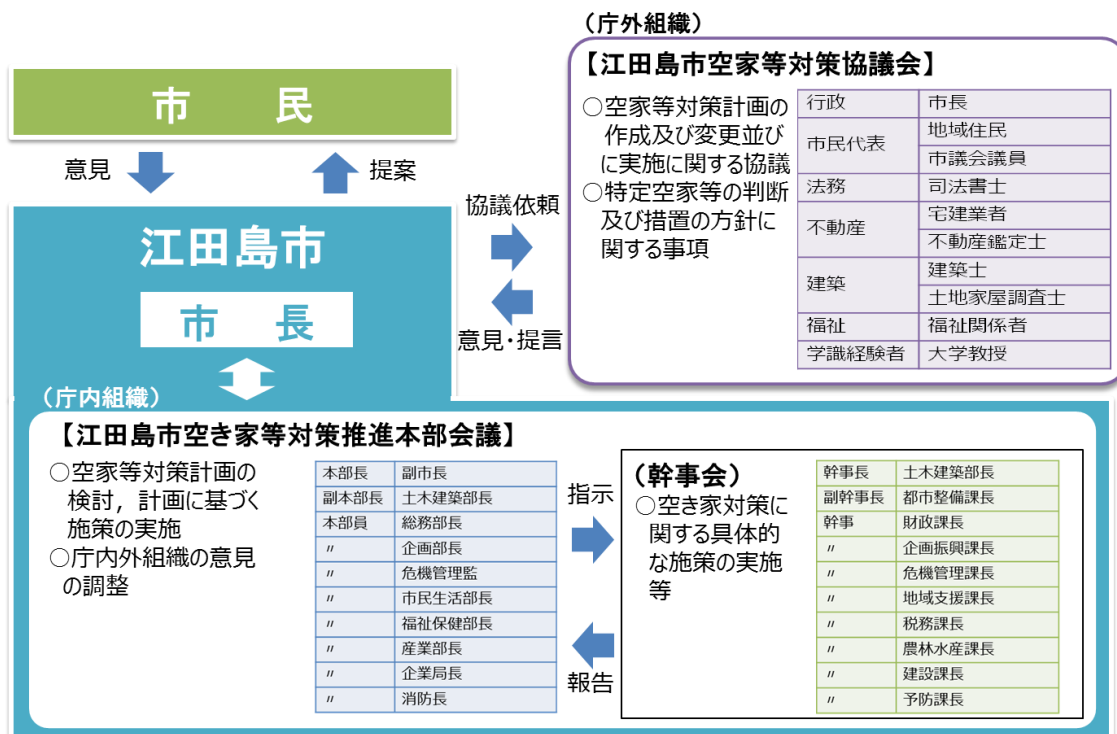 (庁外組織)
【江田島市空家等対策協議会】
○空家等対策計画の
作成及び変更並び
に実施に関する協議
○特定空家等の判断
及び措置の方針に
関する事項
行政 市長
市民代表 地域住民
市議会議員
法務 司法書士
不動産 宅建業者
不動産鑑定士
建築 建築士
土地家屋調査士
福祉 福祉関係者
学識経験者 大学教授
市 民
意見 提案
江田島市
市 長
協議依頼
意見・提言
(庁内組織)
【江田島市空き家等対策推進本部会議】
○空家等対策計画の
検討,計画に基づく
施策の実施
○庁内外組織の意見
の調整
本部長 副市長
副本部長 土木建築部長
本部員 総務部長
〃 企画部長
〃 危機管理監
〃 市民生活部長
〃 福祉保健部長
〃 産業部長
〃 企業局長
〃 消防長
指示
報告
(幹事会)
○空き家対策に
関する具体的
な施策の実施
等
幹事長 土木建築部長
副幹事長 都市整備課長
幹事 財政課長
〃 企画振興課長
〃 危機管理課長
〃 地域支援課長
〃 税務課長
〃 農林水産課長
〃 建設課長
〃 予防課長